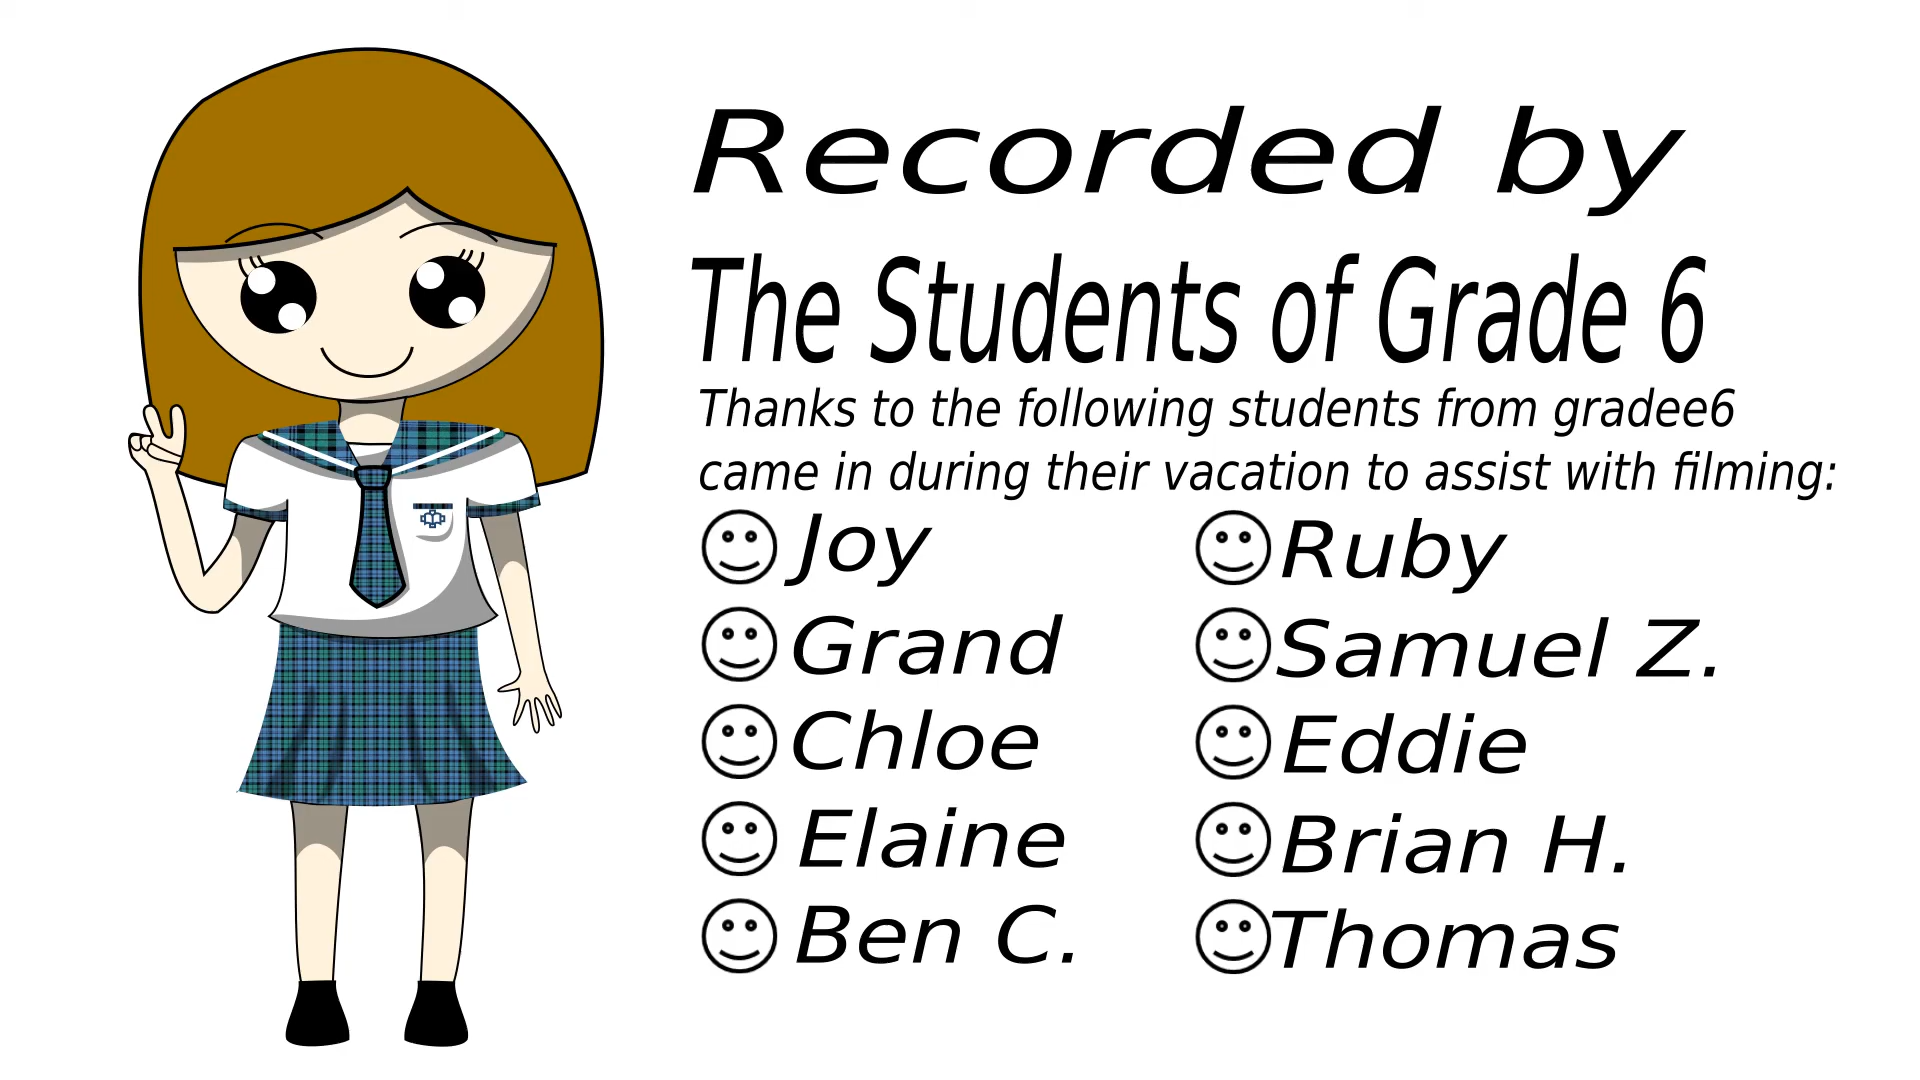 Recorded by
The Students of Grade 6
Thanks to the following students from gradee6
came in during their vacation to assist with filming:
Joy
Grand
Chloe
Elaine
Ben C.
Ruby
Samuel Z.
Eddie
Brian H.
Thomas